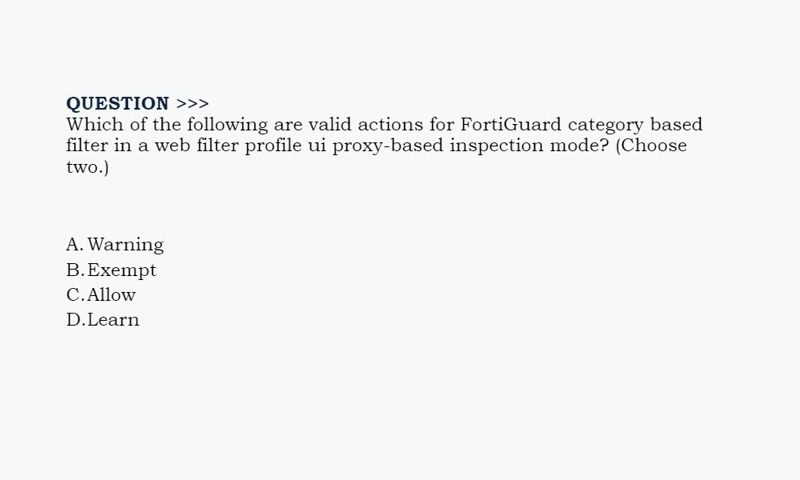 QUESTION >>>
Which of the following are valid actions for FortiGuard category based
filter in a web filter profile ui proxy-based inspection mode? (Choose
two.)
A. Warning
B. Exempt
C. Allow
D. Learn